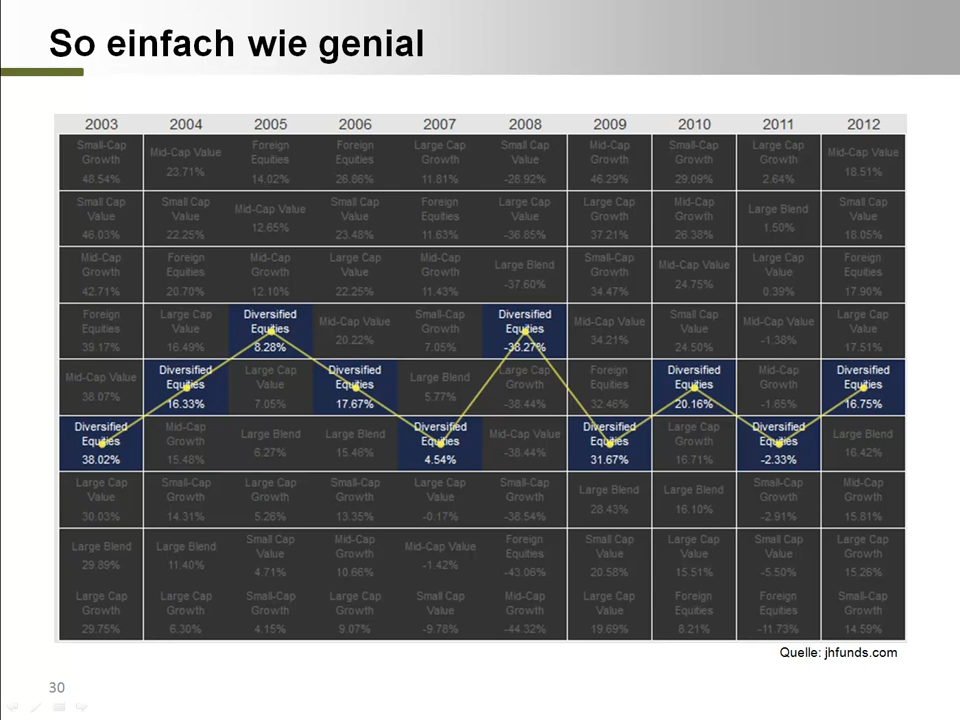 So einfach wie genial
2003 2004 2005 2006 2007 2008 2009 2010 2011 2012
Small-Cap Growth 48.54% Mid-Cap Value 23.71% Foreign Equities 14.02% Foreign Equities 26.86% Large Cap Growth 11.81% Small Cap Value -28.92% Mid-Cap Growth 46.29% Small-Cap Growth 29.09% Large Cap Growth 2.64% Mid-Cap Value 18.51%
Small Cap Value 46.03% Small Cap Value 22.25% Mid-Cap Value 12.65% Small Cap Value 23.48% Foreign Equities 11.63% Large Cap Value -36.85% Large Cap Growth 37.21% Mid-Cap Growth 26.38% Large Blend 1.50% Small Cap Value 18.05%
Mid-Cap Growth 42.71% Foreign Equities 20.70% Mid-Cap Growth 12.10% Large Cap Value 22.25% Mid-Cap Growth 11.43% Large Blend -37.60% Small-Cap Growth 34.47% Mid-Cap Value 24.75% Large Cap Value 0.39% Foreign Equities 17.90%
Foreign Equities 39.17% Large Cap Value 16.49% Diversified Equities 8.28% Mid-Cap Value 20.22% Small-Cap Growth 7.05% Diversified Equities -38.27% Mid-Cap Value 34.21% Small Cap Value 24.50% Mid-Cap Value -1.38% Large Cap Value 17.51%
Mid-Cap Value 38.07% Diversified Equities 16.33% Large Cap Value 7.05% Diversified Equities 17.67% Large Blend 5.77% Large Cap Growth -38.44% Foreign Equities 32.46% Diversified Equities 20.16% Mid-Cap Growth -1.65% Diversified Equities 16.75%
Diversified Equities 38.02% Mid-Cap Growth 15.48% Large Blend 6.27% Large Blend 15.46% Diversified Equities 4.54% Mid-Cap Value -38.44% Diversified Equities 31.67% Large Cap Growth 16.71% Diversified Equities -2.33% Large Blend 16.42%
Large Cap Value 30.03% Small-Cap Growth 14.31% Large Cap Growth 5.26% Small-Cap Growth 13.35% Large Cap Value -0.17% Small-Cap Growth -38.54% Large Blend 28.43% Large Blend 16.10% Small-Cap Growth -2.91% Mid-Cap Growth 15.81%
Large Blend 29.89% Large Blend 11.40% Small Cap Value 4.71% Mid-Cap Growth 10.66% Mid-Cap Value -1.42% Foreign Equities -43.06% Small Cap Value 20.58% Large Cap Value 15.51% Small Cap Value -5.50% Large Cap Growth 15.26%
Large Cap Growth 29.75% Large Cap Growth 6.30% Small-Cap Growth 4.15% Large Cap Growth 9.07% Small Cap Value -9.78% Mid-Cap Growth -44.32% Large Cap Value 19.69% Foreign Equities 8.21% Foreign Equities -11.73% Small-Cap Growth 14.59%
Quelle: jhfunds.com
30